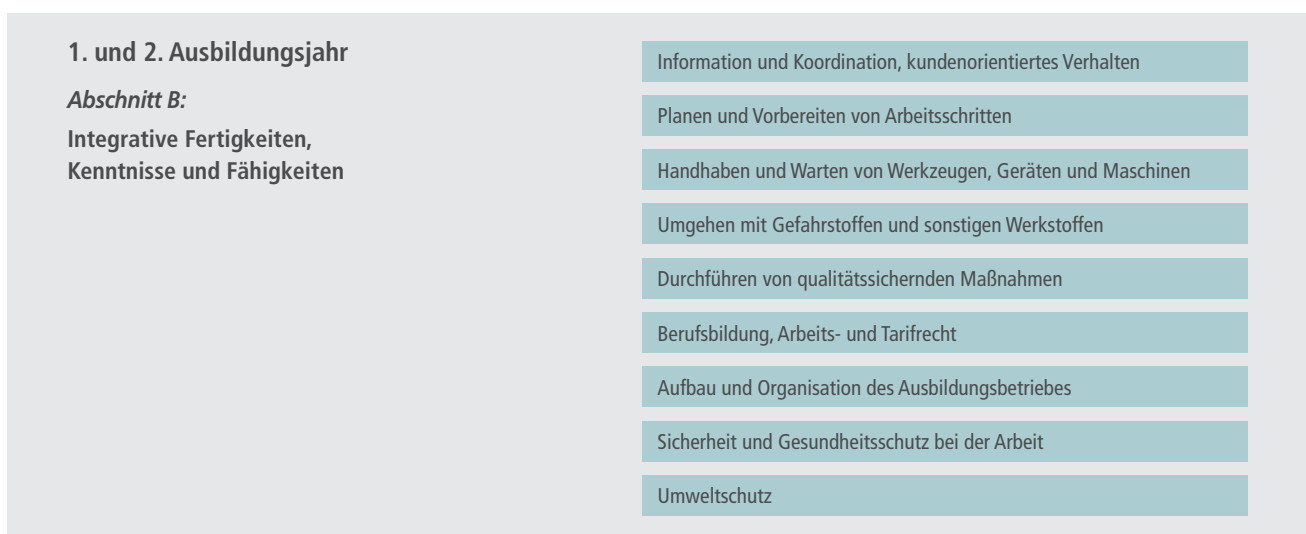 1. und 2. Ausbildungsjahr
Abschnitt B:
Integrative Fertigkeiten,
Kenntnisse und Fähigkeiten
Information und Koordination, kundenorientiertes Verhalten
Planen und Vorbereiten von Arbeitsschritten
Handhaben und Warten von Werkzeugen, Geräten und Maschinen
Umgehen mit Gefahrstoffen und sonstigen Werkstoffen
Durchführen von qualitätssichernden Maßnahmen
Berufsbildung, Arbeits- und Tarifrecht
Aufbau und Organisation des Ausbildungsbetriebes
Sicherheit und Gesundheitsschutz bei der Arbeit
Umweltschutz